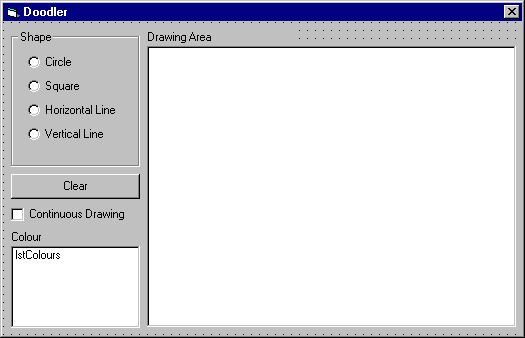 Doodler
Shape
Circle
Square
Horizontal Line
Vertical Line
Clear
Continuous Drawing
Colour
lstColours
Drawing Area